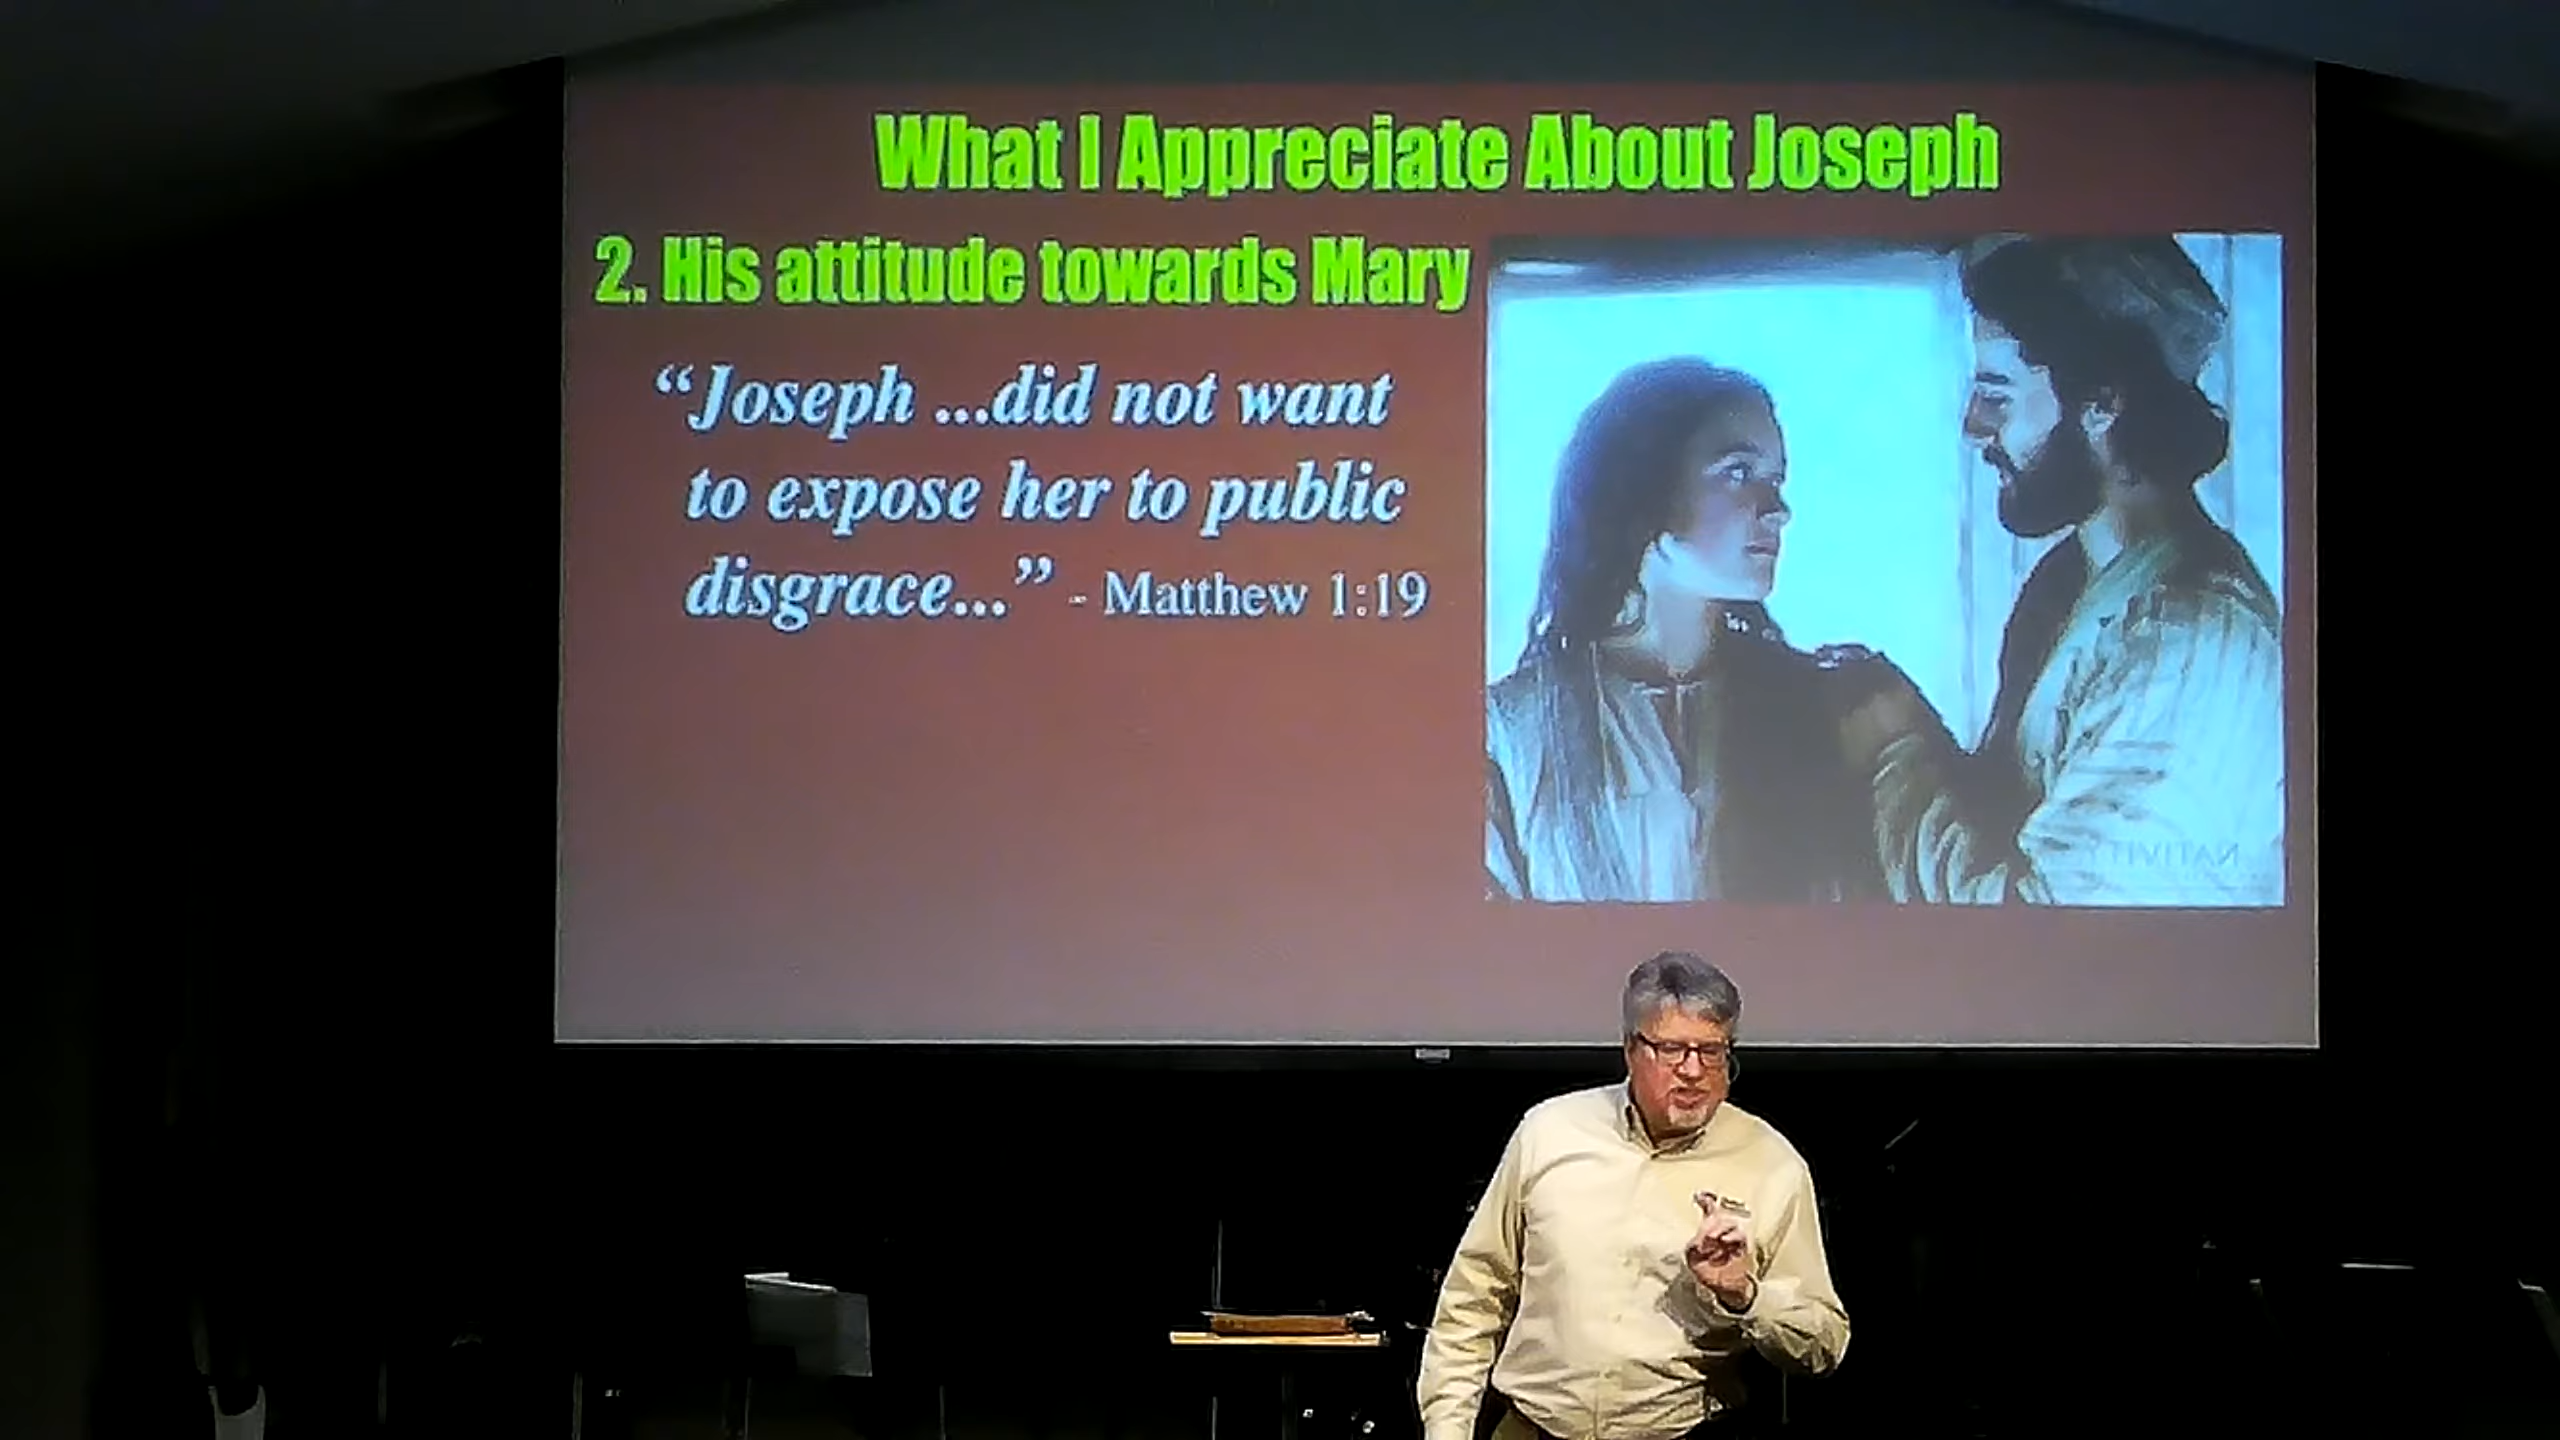 What I Appreciate About Joseph
2. His attitude towards Mary
“Joseph ...did not want
to expose her to public
disgrace...” - Matthew 1:19